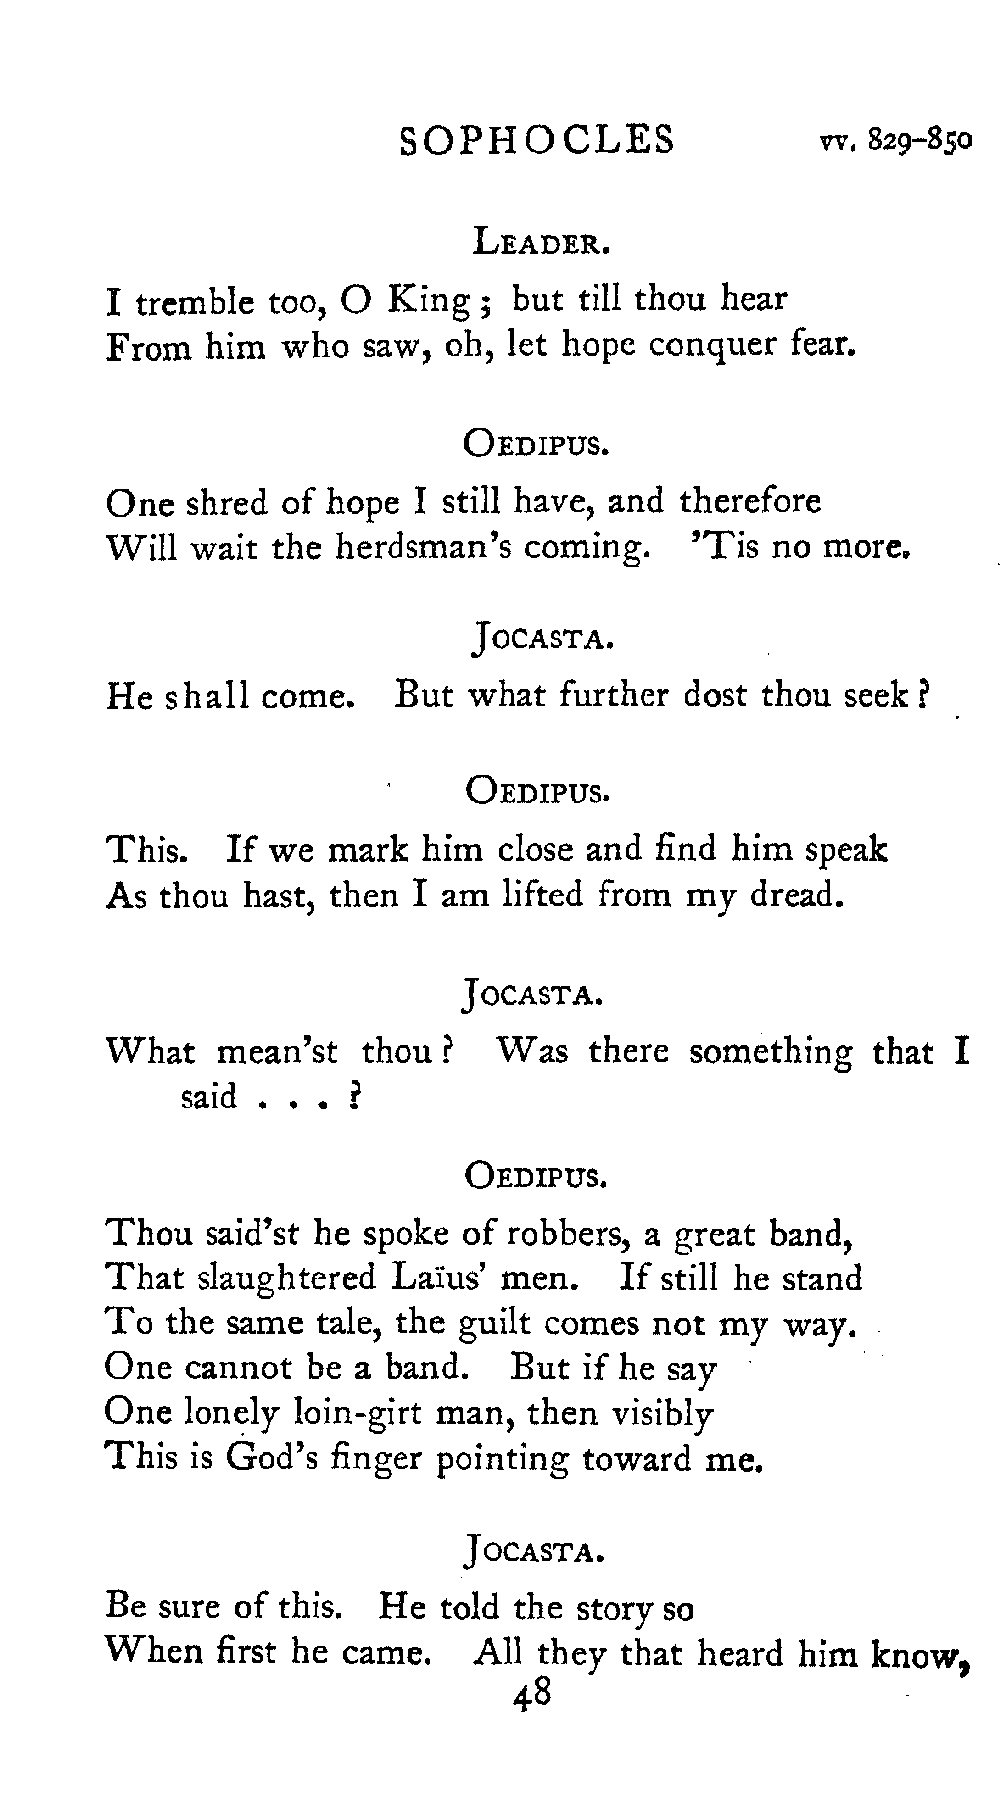 SOPHOCLES vv. 829–850
LEADER.
I tremble too, O King; but till thou hear
From him who saw, oh, let hope conquer fear.
OEDIPUS.
One shred of hope I still have, and therefore
Will wait the herdsman's coming. 'Tis no more.
JOCASTA.
He shall come. But what further dost thou seek?
OEDIPUS.
This. If we mark him close and find him speak
As thou hast, then I am lifted from my dread.
JOCASTA.
What mean'st thou? Was there something that I
said . . . ?
OEDIPUS.
Thou said'st he spoke of robbers, a great band,
That slaughtered Laïus' men. If still he stand
To the same tale, the guilt comes not my way.
One cannot be a band. But if he say
One lonely loin-girt man, then visibly
This is God's finger pointing toward me.
JOCASTA.
Be sure of this. He told the story so
When first he came. All they that heard him know,
48